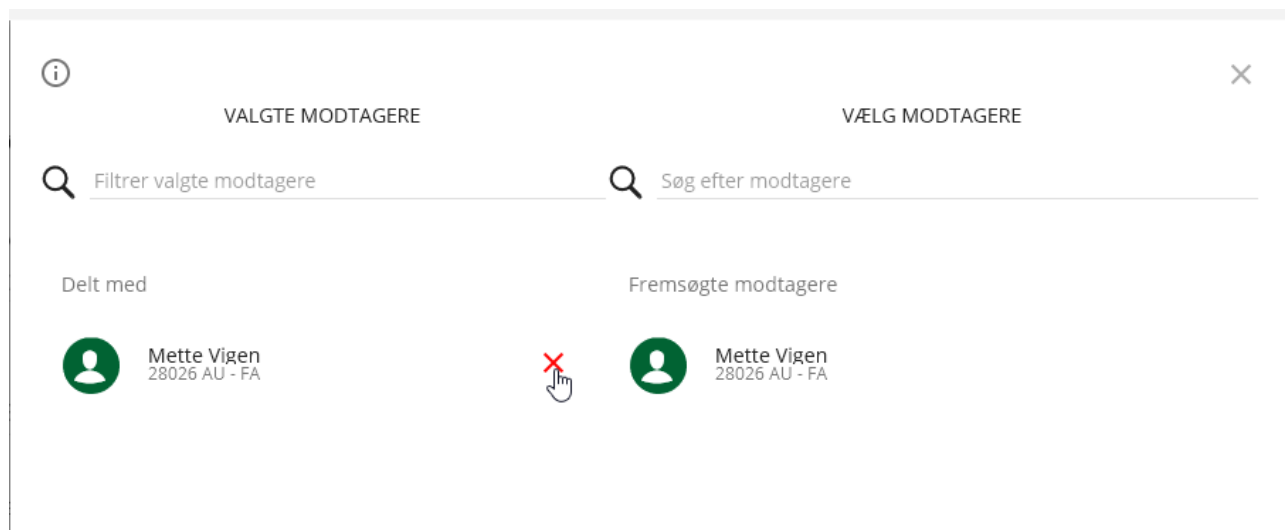 VALGTE MODTAGERE
VÆLG MODTAGERE
Filtrer valgte modtagere
Søg efter modtagere
Delt med
Fremsøgte modtagere
Mette Vigen
28026 AU - FA
Mette Vigen
28026 AU - FA